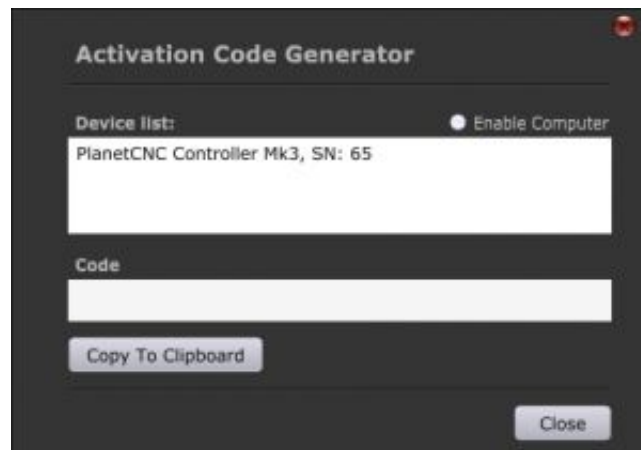 Activation Code Generator
Device list:
Enable Computer
PlanetCNC Controller Mk3, SN: 65
Code
Copy To Clipboard
Close